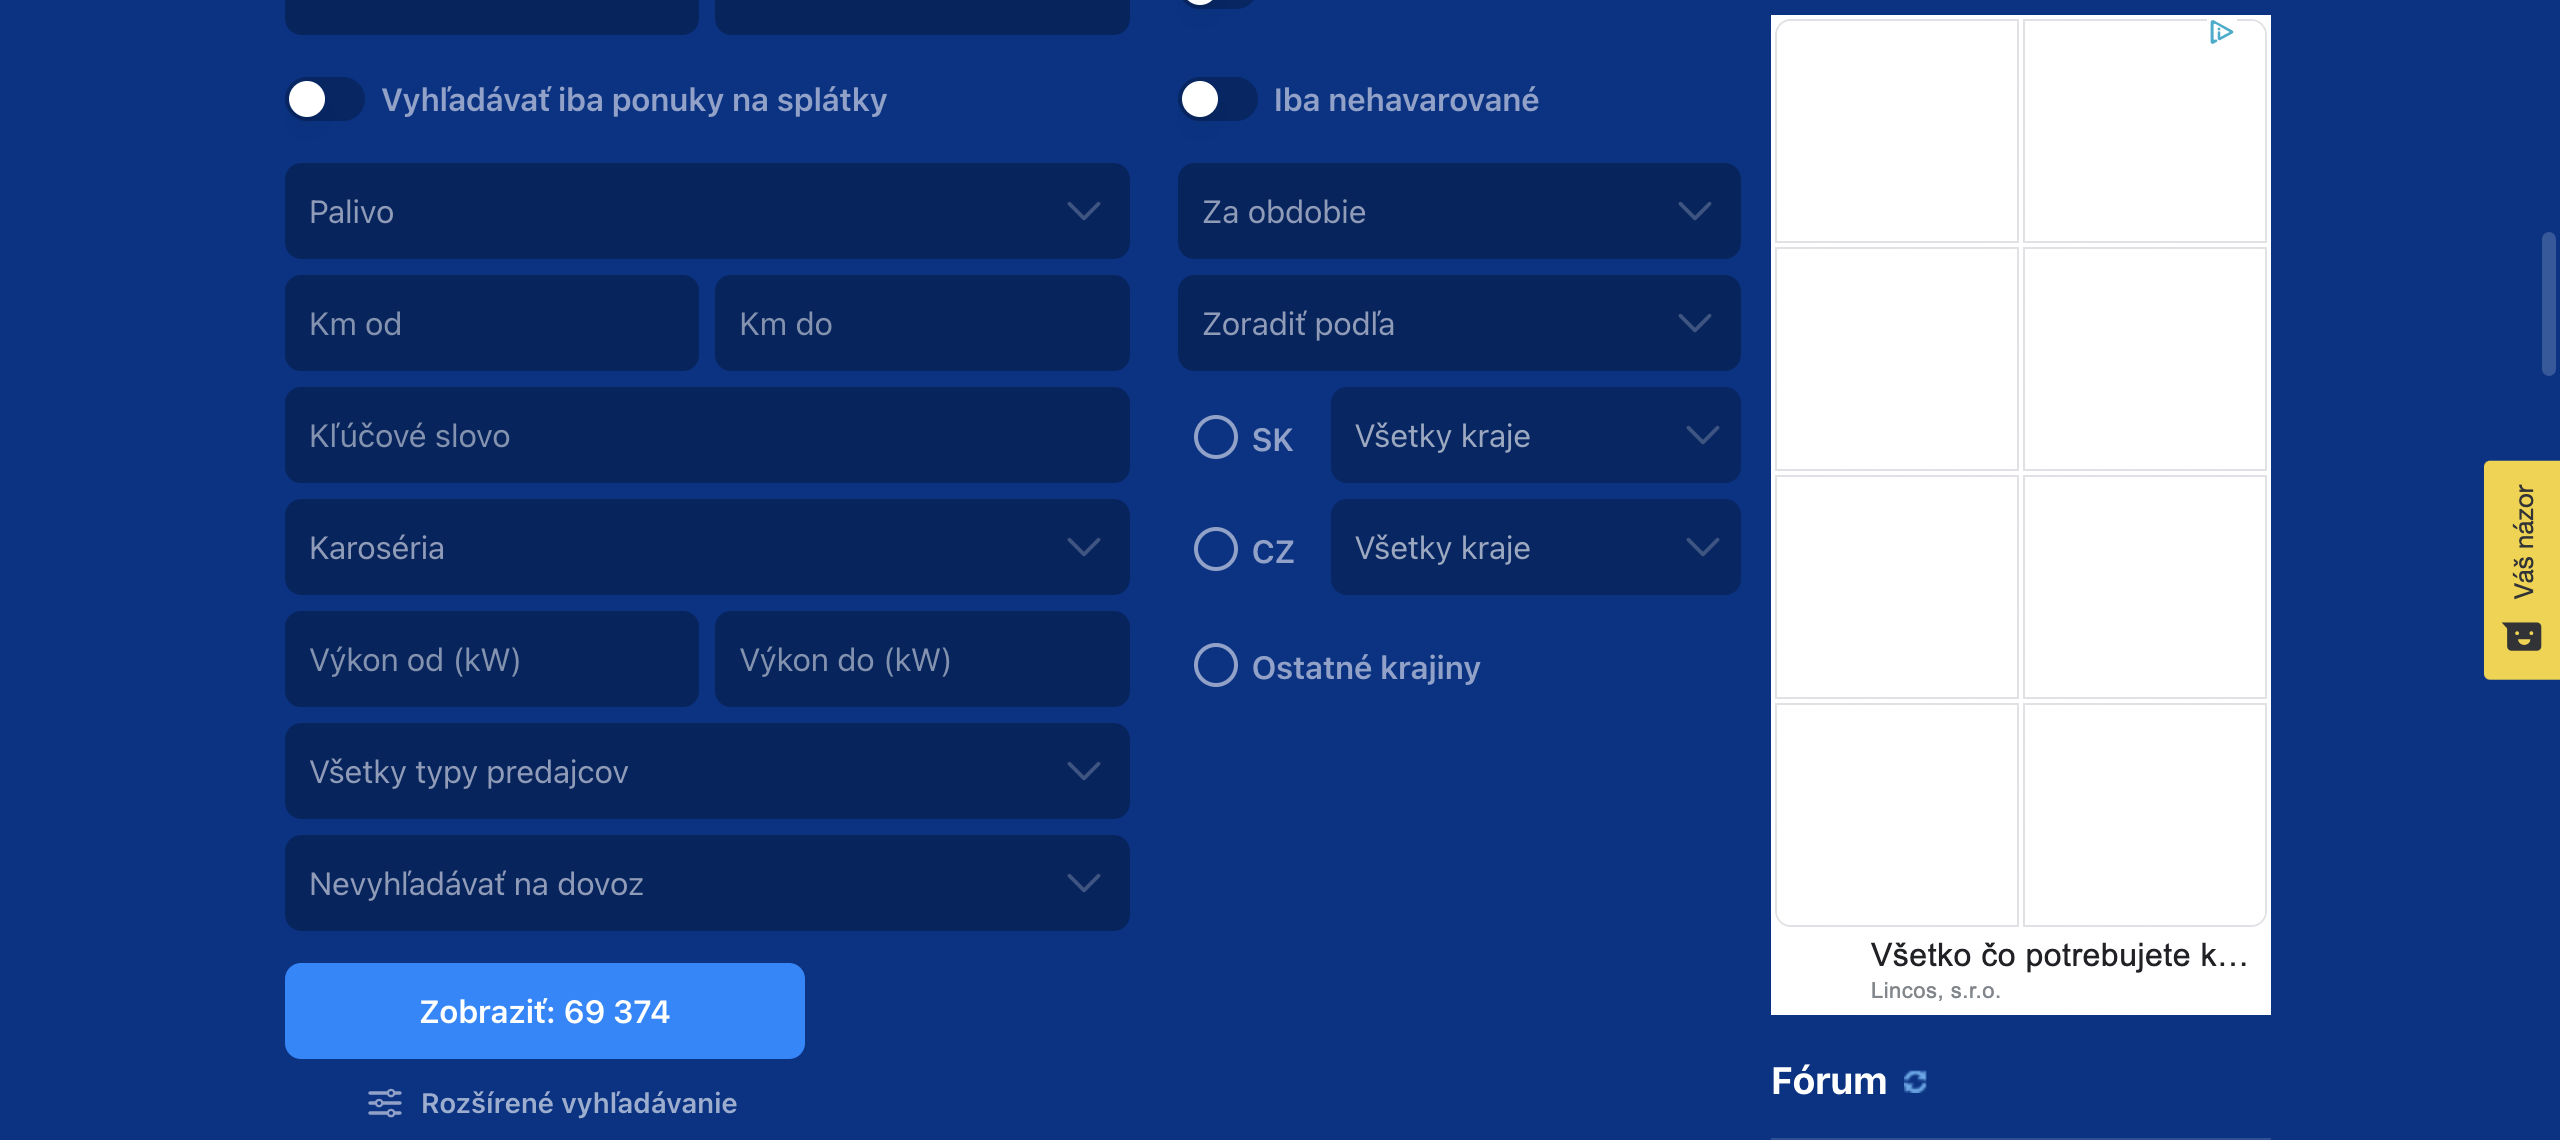 Vyhľadávať iba ponuky na splátky
Palivo
Km od
Km do
Kľúčové slovo
Karoséria
Výkon od (kW)
Výkon do (kW)
Všetky typy predajcov
Nevyhľadávať na dovoz
Zobraziť: 69 374
Rozšírené vyhľadávanie
Iba nehavarované
Za obdobie
Zoradiť podľa
SK
Všetky kraje
CZ
Všetky kraje
Ostatné krajiny
Všetko čo potrebujete k...
Lincos, s.r.o.
Fórum
Váš názor